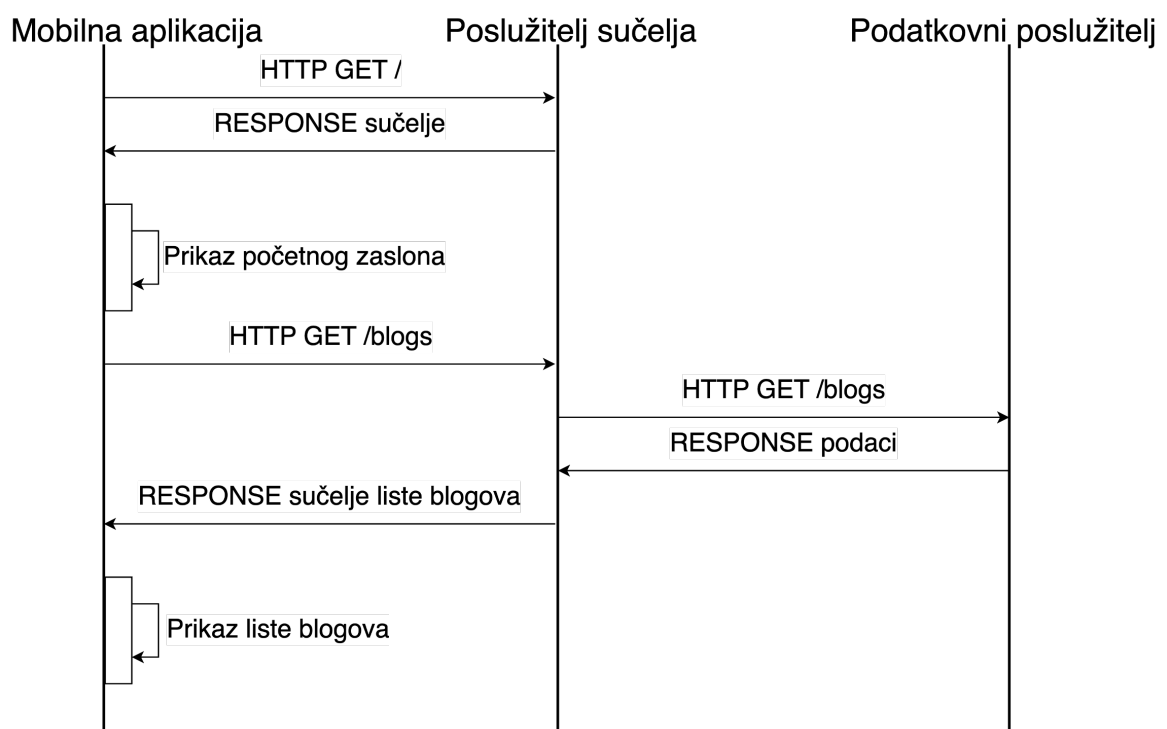 Mobilna aplikacija
Poslužitelj sučelja
Podatkovni poslužitelj
HTTP GET /
RESPONSE sučelje
Prikaz početnog zaslona
HTTP GET /blogs
HTTP GET /blogs
RESPONSE podaci
RESPONSE sučelje liste blogova
Prikaz liste blogova